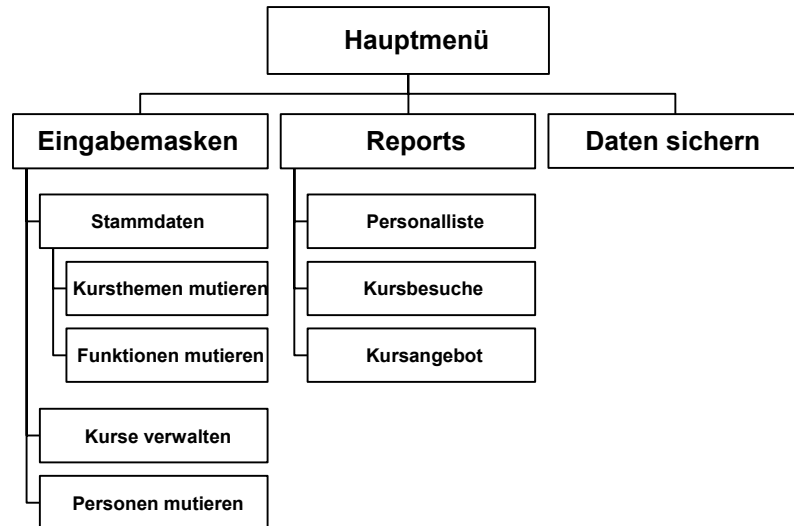 Hauptmenü
Eingabemasken
Reports
Daten sichern
Stammdaten
Kursthemen mutieren
Funktionen mutieren
Kurse verwalten
Personen mutieren
Personalliste
Kursbesuche
Kursangebot